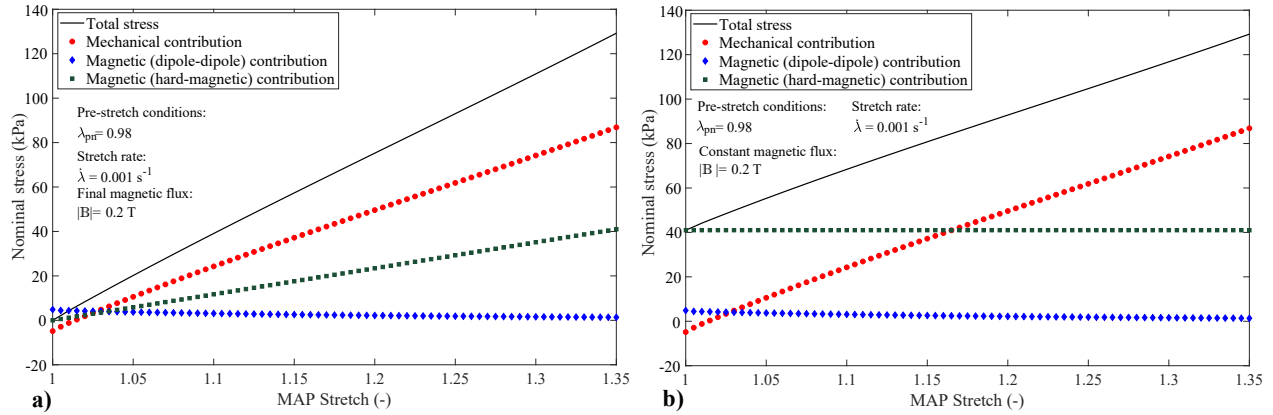 140
120
100
80
60
40
20
0
-20
Nominal stress (kPa)
Total stress
Mechanical contribution
Magnetic (dipole-dipole) contribution
Magnetic (hard-magnetic) contribution
Pre-stretch conditions:
λpn= 0.98
Stretch rate:
λ̇ = 0.001 s⁻¹
Final magnetic flux:
|B|= 0.2 T
1 1.05 1.1 1.15 1.2 1.25 1.3 1.35
MAP Stretch (-)
a)
140
120
100
80
60
40
20
0
-20
Nominal stress (kPa)
Total stress
Mechanical contribution
Magnetic (dipole-dipole) contribution
Magnetic (hard-magnetic) contribution
Pre-stretch conditions: Stretch rate:
λpn= 0.98 λ̇ = 0.001 s⁻¹
Constant magnetic flux:
|B |= 0.2 T
1 1.05 1.1 1.15 1.2 1.25 1.3 1.35
MAP Stretch (-)
b)